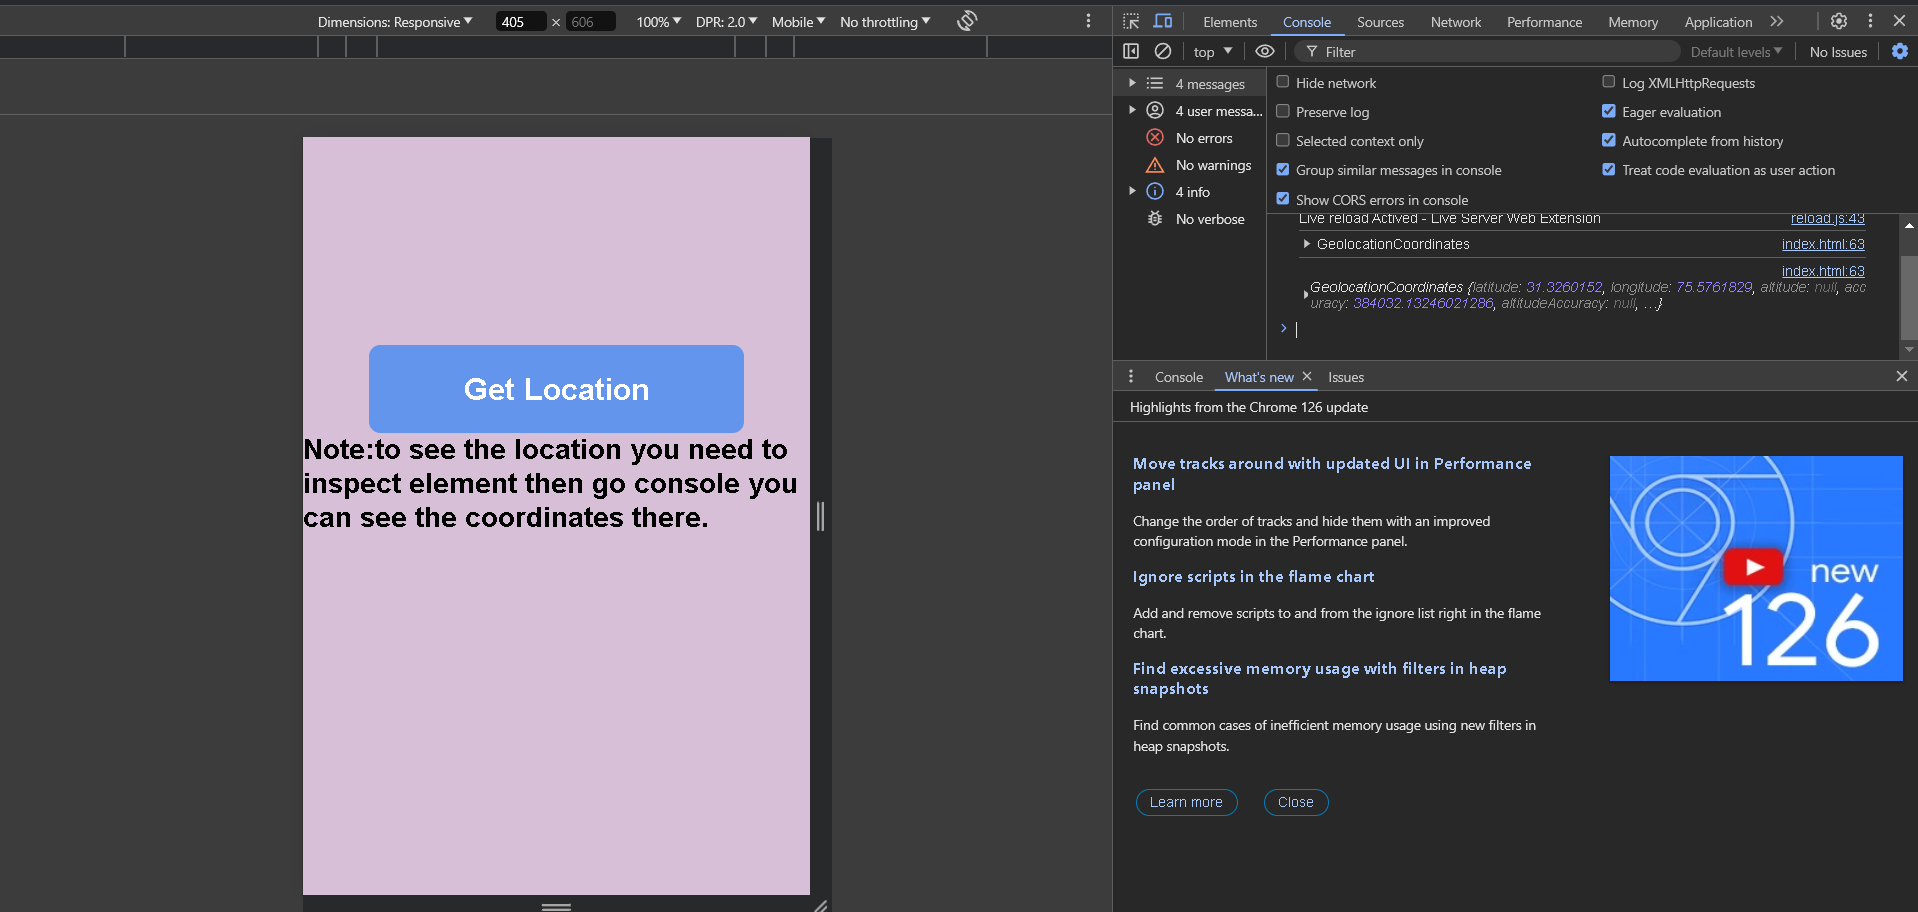 Dimensions: Responsive 405 × 606 100% DPR: 2.0 Mobile No throttling
Get Location
Note:to see the location you need to
inspect element then go console you
can see the coordinates there.
Elements Console Sources Network Performance Memory Application
top Filter Default levels No Issues
4 messages
4 user messa...
No errors
No warnings
4 info
No verbose
Hide network Log XMLHttpRequests
Preserve log Eager evaluation
Selected context only Autocomplete from history
Group similar messages in console Treat code evaluation as user action
Show CORS errors in console
Live reload Actived - Live Server Web Extension reload.js:43
GeolocationCoordinates index.html:63
index.html:63
GeolocationCoordinates {latitude: 31.3260152, longitude: 75.5761829, altitude: null, acc
uracy: 384032.13246021286, altitudeAccuracy: null, …}
Console What's new Issues
Highlights from the Chrome 126 update
Move tracks around with updated UI in Performance
panel
Change the order of tracks and hide them with an improved
configuration mode in the Performance panel.
Ignore scripts in the flame chart
Add and remove scripts to and from the ignore list right in the flame
chart.
Find excessive memory usage with filters in heap
snapshots
Find common cases of inefficient memory usage using new filters in
heap snapshots.
Learn more Close
new
126